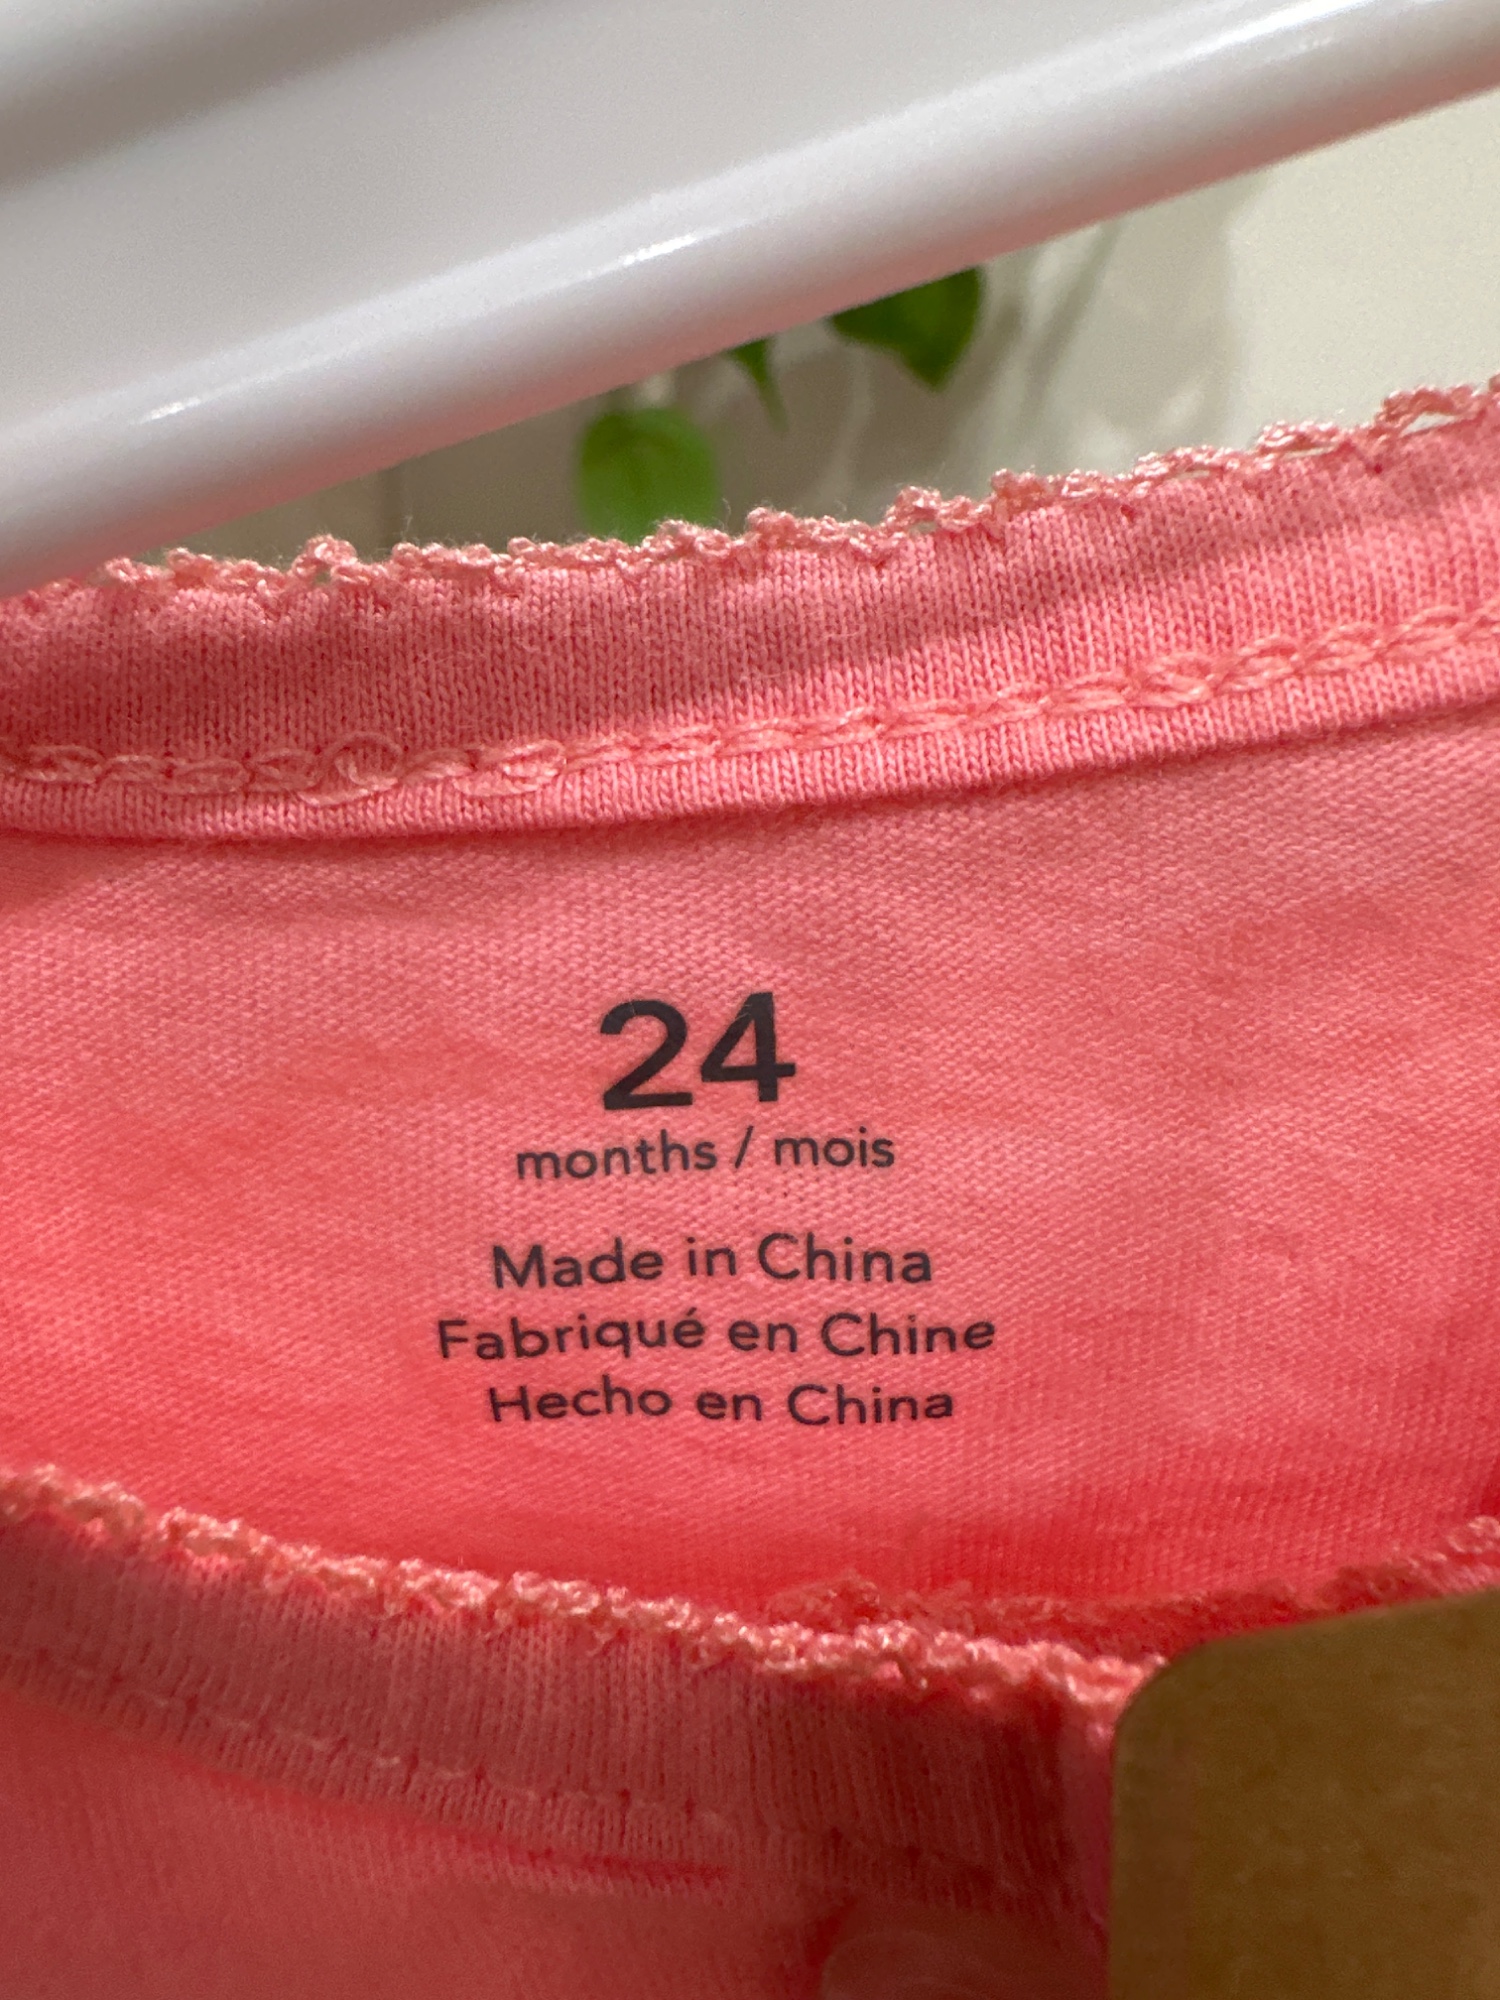 24
months / mois
Made in China
Fabriqué en Chine
Hecho en China